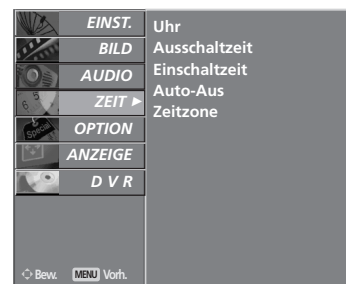 EINST.
BILD
AUDIO
ZEIT ►
OPTION
ANZEIGE
D V R
Bew. MENU Vorh.
Uhr
Ausschaltzeit
Einschaltzeit
Auto-Aus
Zeitzone